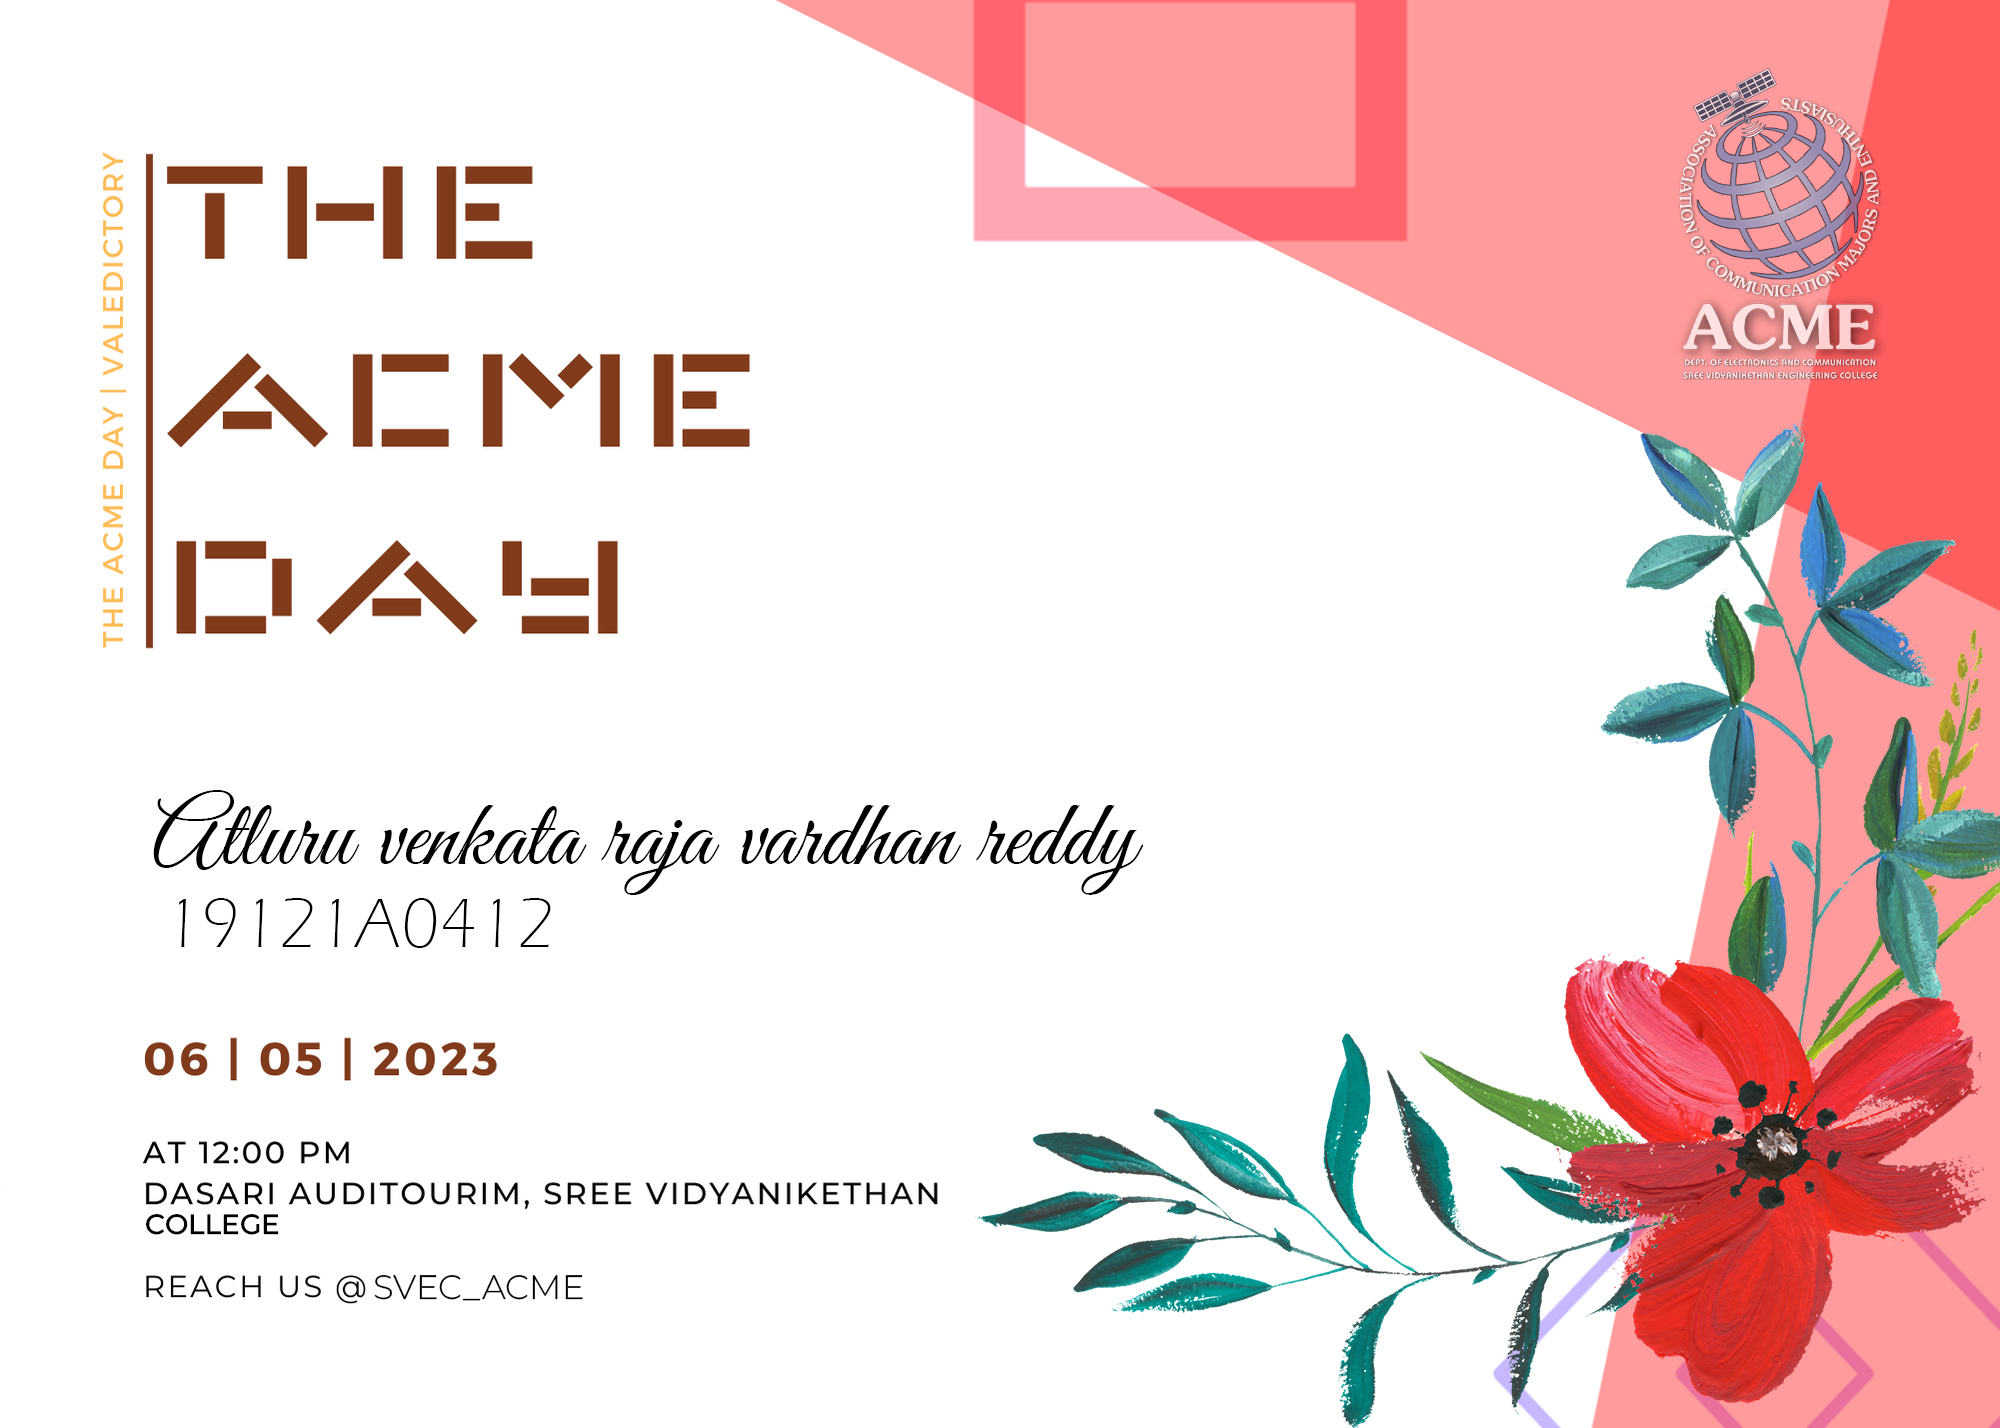 THE ACME DAY | VALEDICTORY
THE
ACME
DAY
ASSOCIATION OF COMMUNICATION MAJORS AND ENTHUSIASTS
ACME
DEPT. OF ELECTRONICS AND COMMUNICATION
SREE VIDYANIKETHAN ENGINEERING COLLEGE
Atluru venkata raja vardhan reddy
19121A0412
06 | 05 | 2023
AT 12:00 PM
DASARI AUDITOURIM, SREE VIDYANIKETHAN
COLLEGE
REACH US @SVEC_ACME